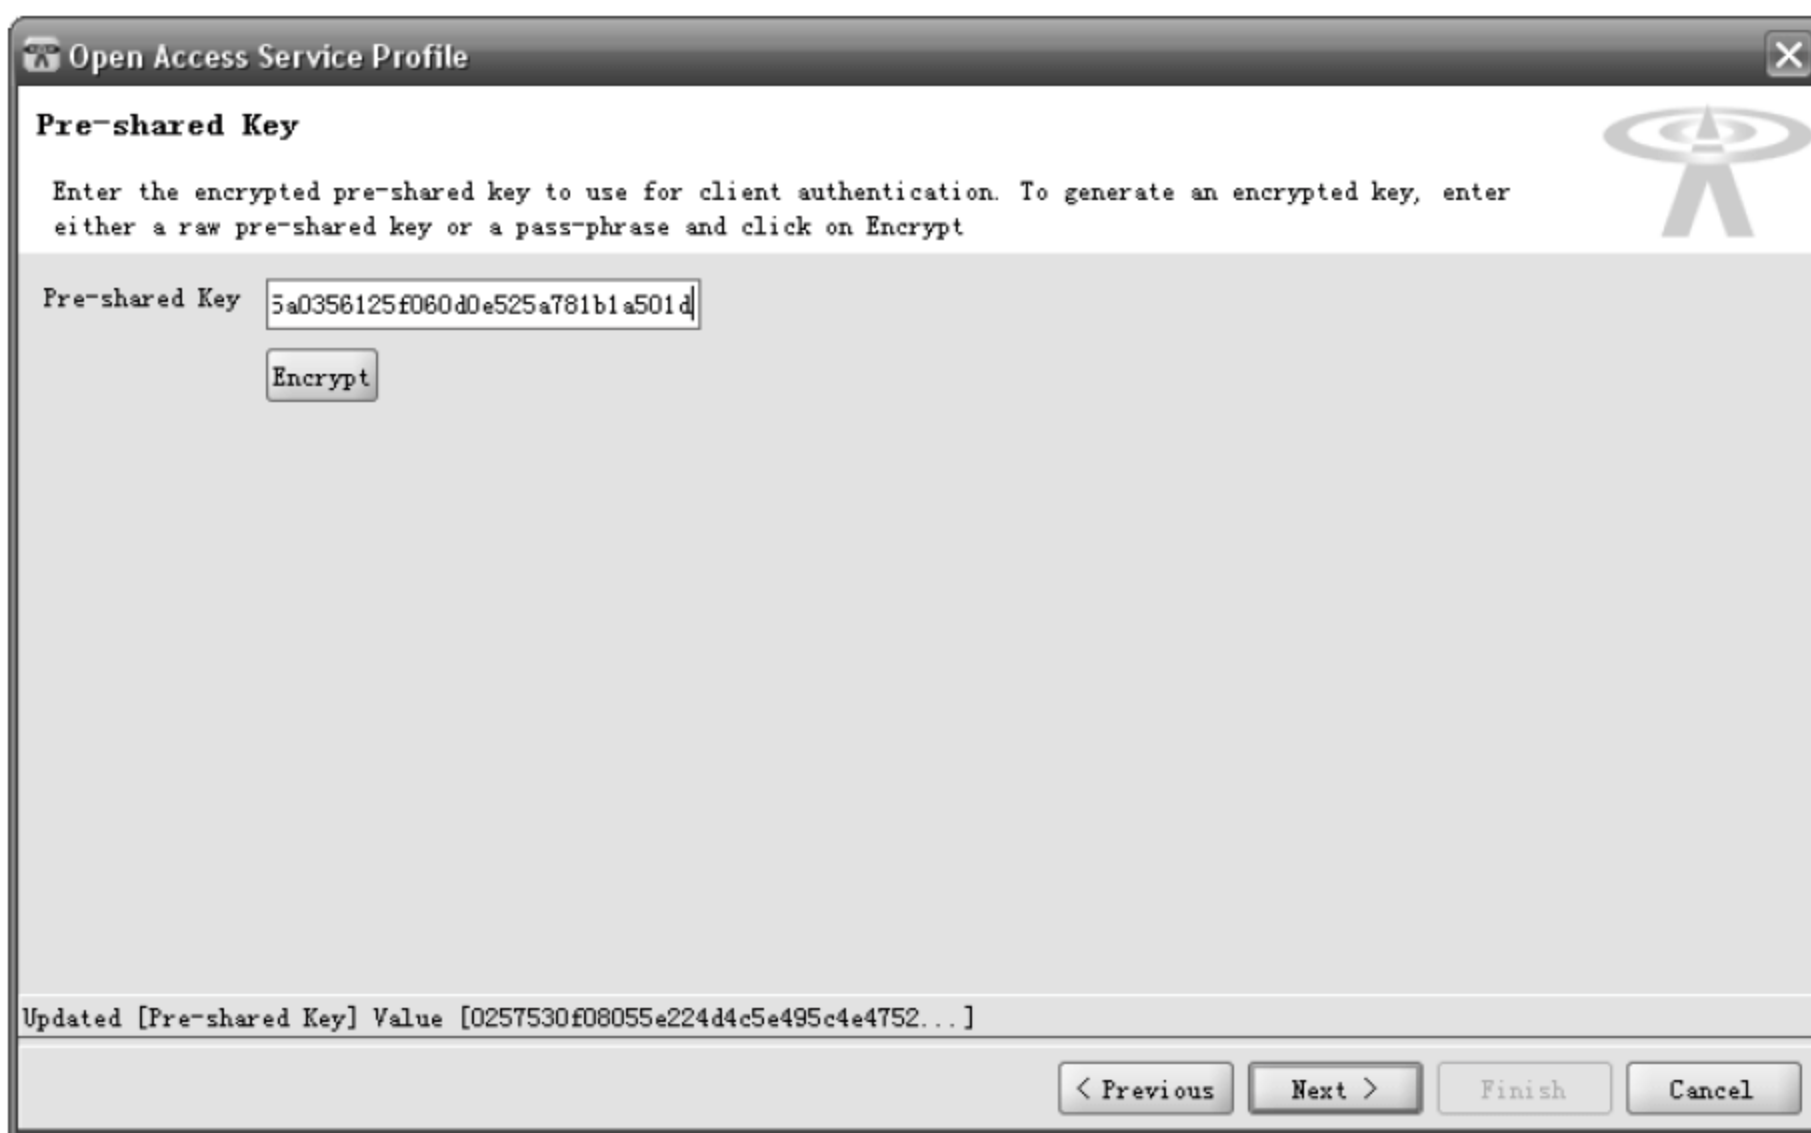 Open Access Service Profile
Pre-shared Key
Enter the encrypted pre-shared key to use for client authentication. To generate an encrypted key, enter
either a raw pre-shared key or a pass-phrase and click on Encrypt
Pre-shared Key 5a0356125f060d0e525a781b1a501d
Encrypt
Updated [Pre-shared Key] Value [0257530f08055e224d4c5e495c4e4752...]
< Previous Next > Finish Cancel